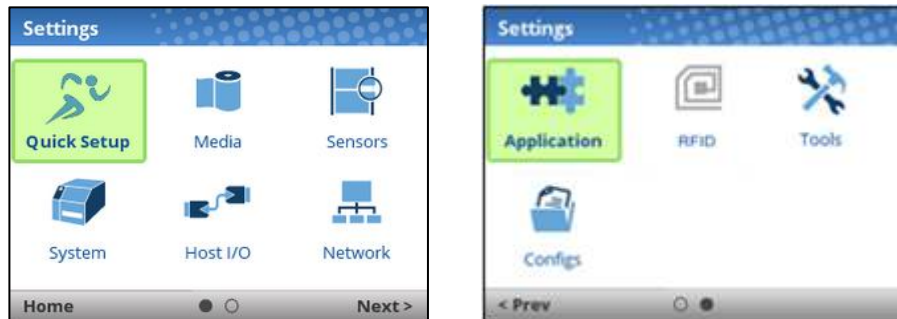 Settings
Quick Setup Media Sensors
System Host I/O Network
Home Next >
Settings
Application RFID Tools
Configs
< Prev